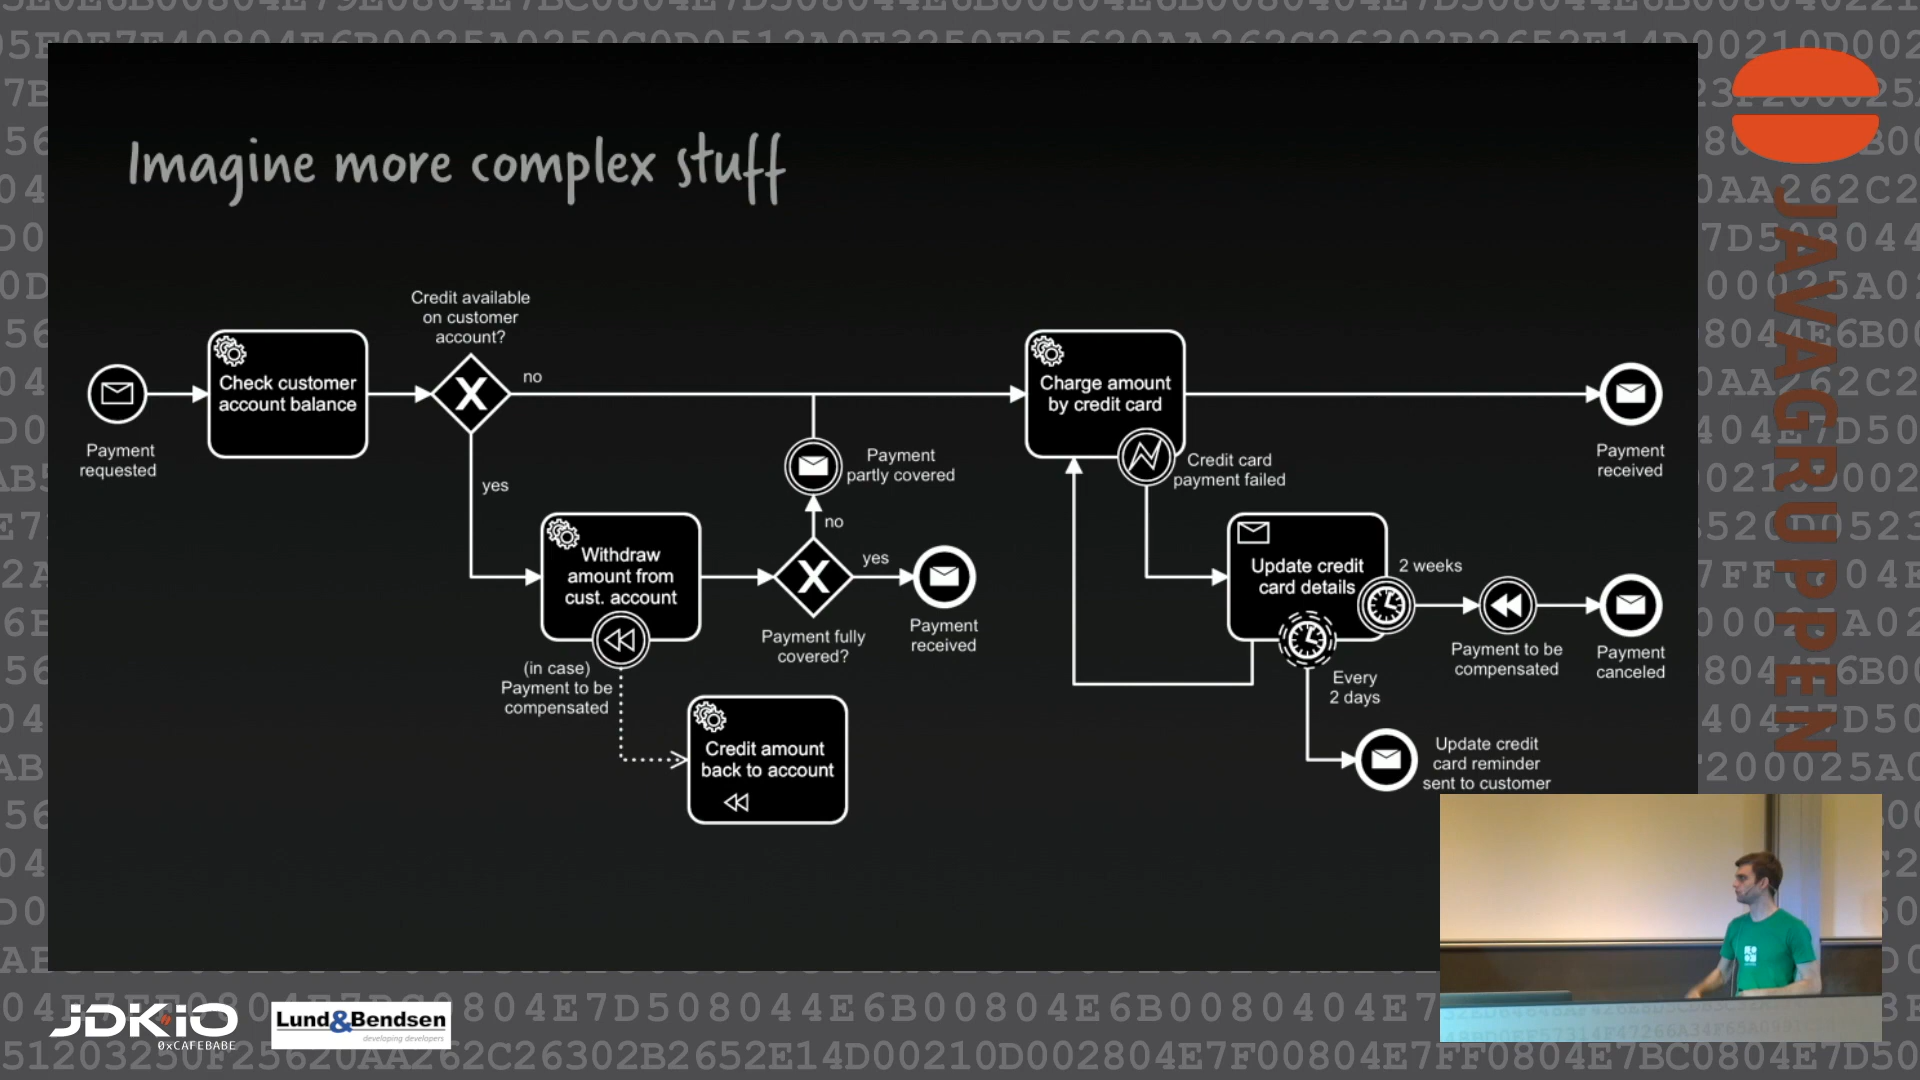 Imagine more complex stuff
Credit available
on customer
account?
Payment
requested
Check customer
account balance
no
yes
Payment
partly covered
no
Withdraw
amount from
cust. account
yes
Payment fully
covered?
Payment
received
(in case)
Payment to be
compensated
Credit amount
back to account
Charge amount
by credit card
Credit card
payment failed
Payment
received
Update credit
card details
2 weeks
Payment to be
compensated
Payment
canceled
Every
2 days
Update credit
card reminder
sent to customer
JAVAGRUPPEN
JDK.IO
0xCAFEBABE
Lund&Bendsen
developing developers